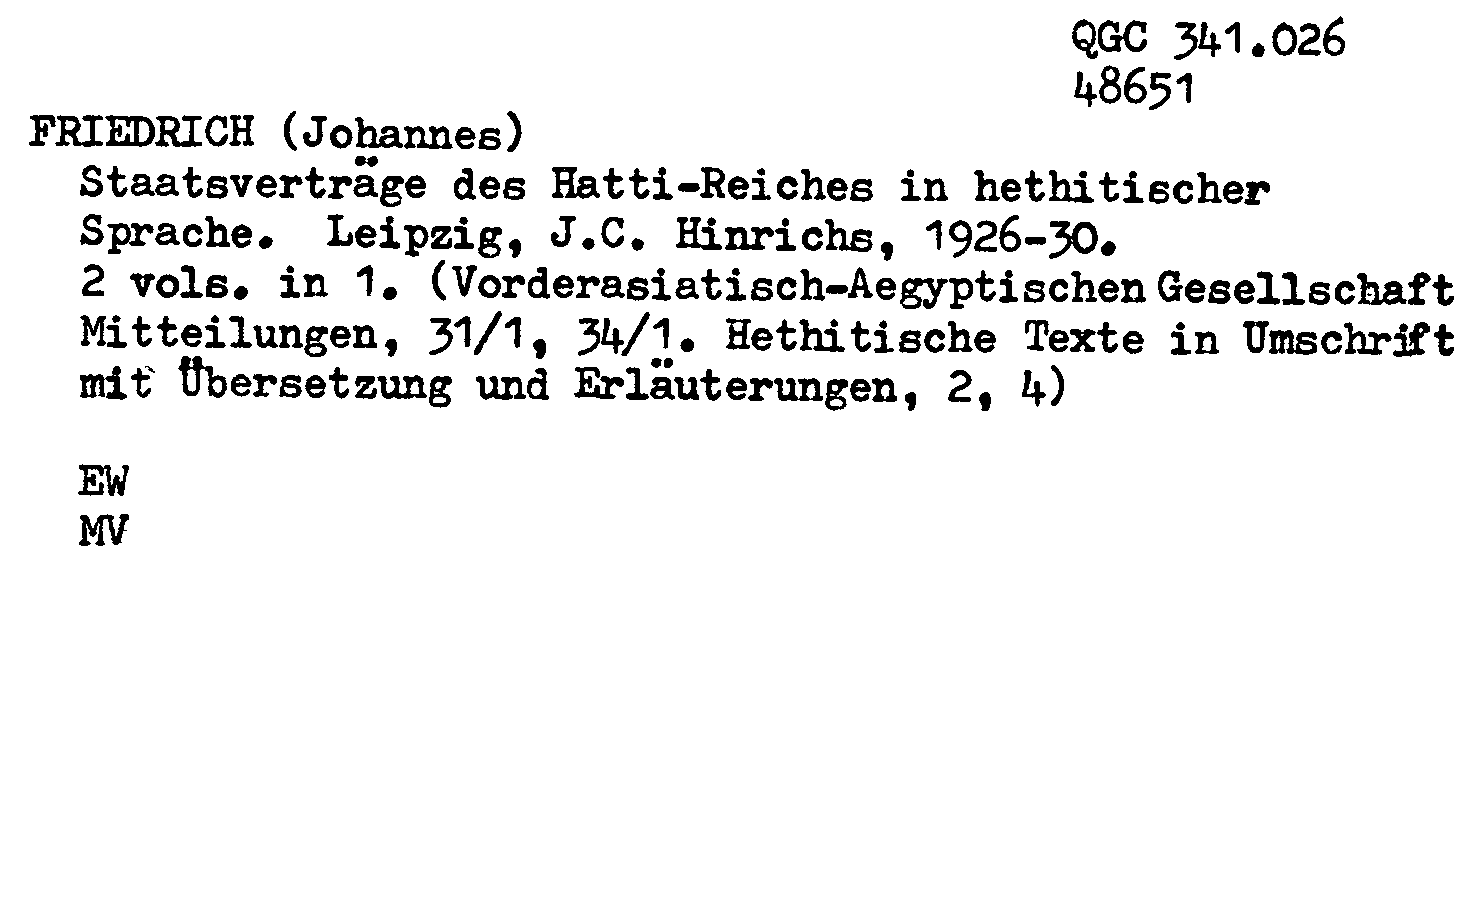 QGC 341.026
48651
FRIEDRICH (Johannes)
Staatsverträge des Hatti-Reiches in hethitischer
Sprache. Leipzig, J.C. Hinrichs, 1926-30.
2 vols. in 1. (Vorderasiatisch-Aegyptischen Gesellschaft
Mitteilungen, 31/1, 34/1. Hethitische Texte in Umschrift
mit Übersetzung und Erläuterungen, 2, 4)
EW
MV